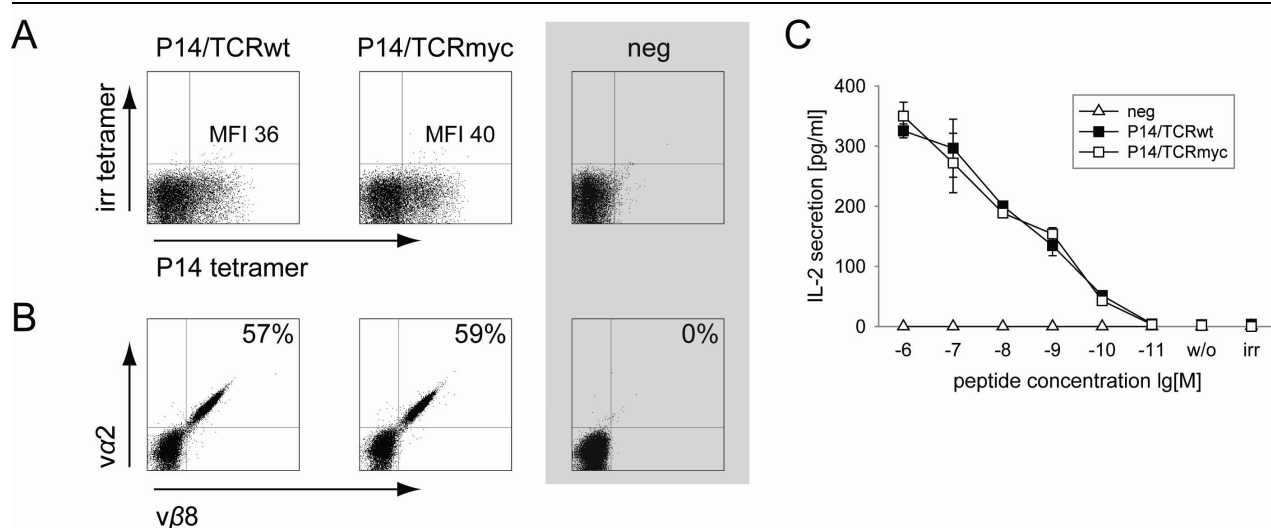 A
P14/TCRwt
P14/TCRmyc
neg
irr tetramer
MFI 36
MFI 40
P14 tetramer
B
57%
59%
0%
vα2
vβ8
C
400
300
200
100
0
IL-2 secretion [pg/ml]
neg
P14/TCRwt
P14/TCRmyc
-6 -7 -8 -9 -10 -11 w/o irr
peptide concentration lg[M]